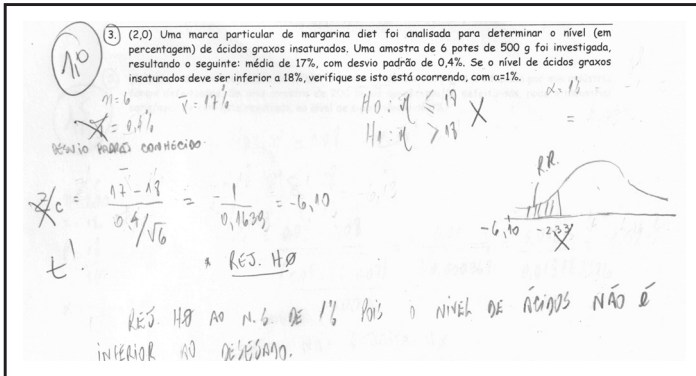 1,0
3. (2,0) Uma marca particular de margarina diet foi analisada para determinar o nível (em
percentagem) de ácidos graxos insaturados. Uma amostra de 6 potes de 500 g foi investigada,
resultando o seguinte: média de 17%, com desvio padrão de 0,4%. Se o nível de ácidos graxos
insaturados deve ser inferior a 18%, verifique se isto está ocorrendo, com α=1%.
n = 6
x̄ = 17%
= 0,4%
DESVIO PADRÃO CONHECIDO
H0:
H1:
> 18
X
α = 1%
=
R.R.
-6,10
-2,33
X
Z/c = 17 - 18 / 0,4/√6 = - 1 / 0,1633 = -6,10
t!
* REJ. HØ
REJ. HØ AO N.S. DE 1% POIS O NIVEL DE ÁCIDOS NÃO É
INFERIOR AO DESEJADO.